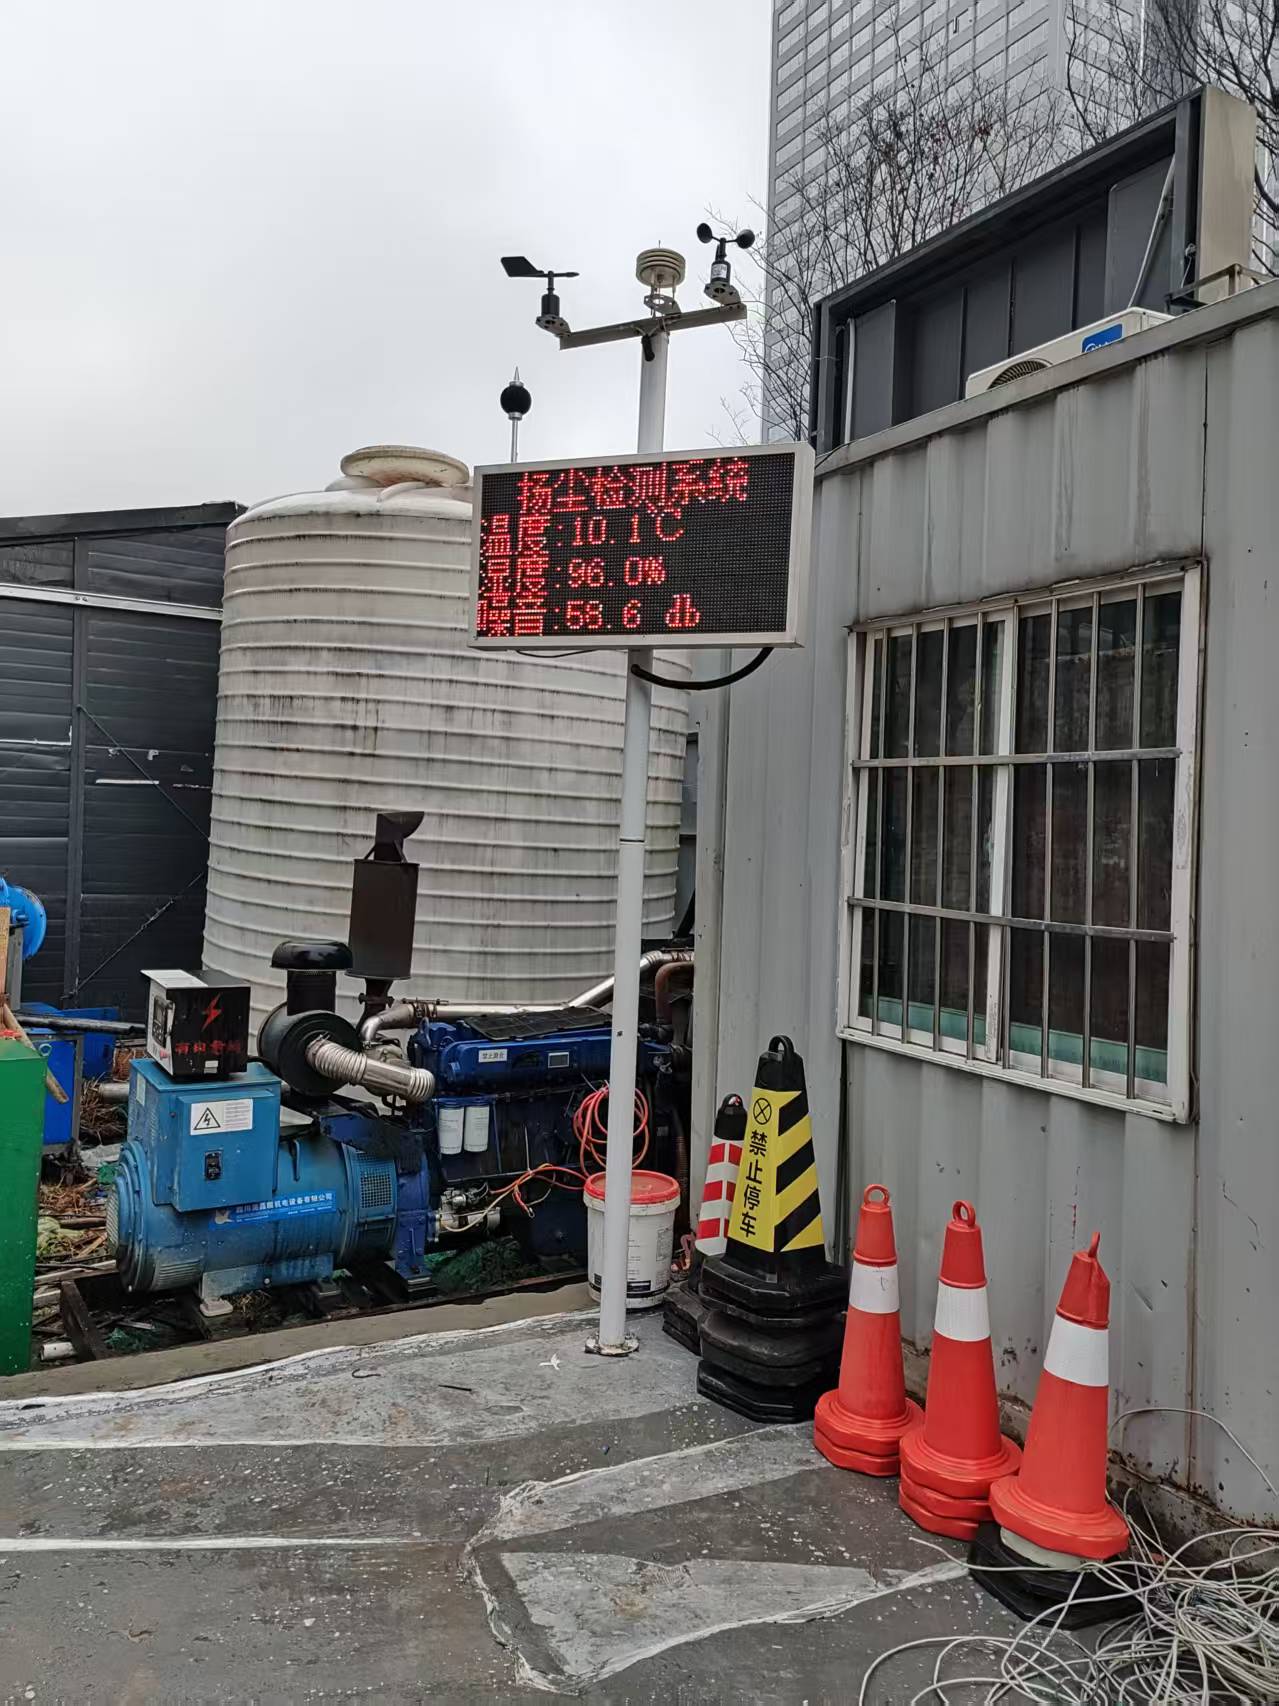 扬尘检测系统
温度:10.1℃
湿度:96.0%
噪音:58.6 db
禁止停车